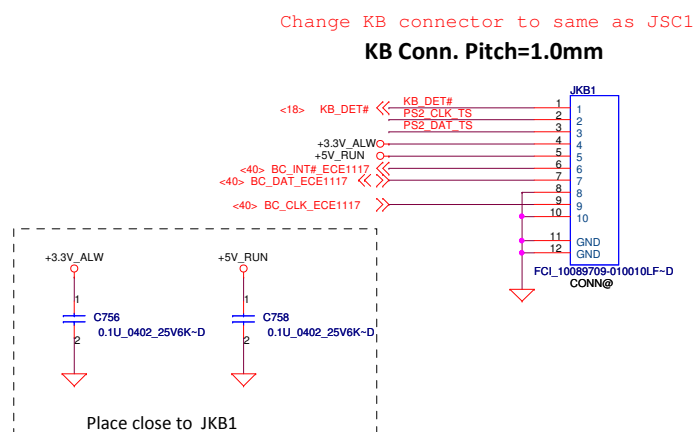 Change KB connector to same as JSC1
KB Conn. Pitch=1.0mm
JKB1
<18> KB_DET# KB_DET# 1 1
PS2_CLK_TS 2 2
PS2_DAT_TS 3 3
+3.3V_ALW 4 4
+5V_RUN 5 5
<40> BC_INT#_ECE1117 6 6
<40> BC_DAT_ECE1117 7 7
8 8
<40> BC_CLK_ECE1117 9 9
10 10
11 GND
12 GND
FCI_10089709-010010LF~D
CONN@
+3.3V_ALW +5V_RUN
1 1
C756 C758
0.1U_0402_25V6K~D 0.1U_0402_25V6K~D
2 2
Place close to JKB1